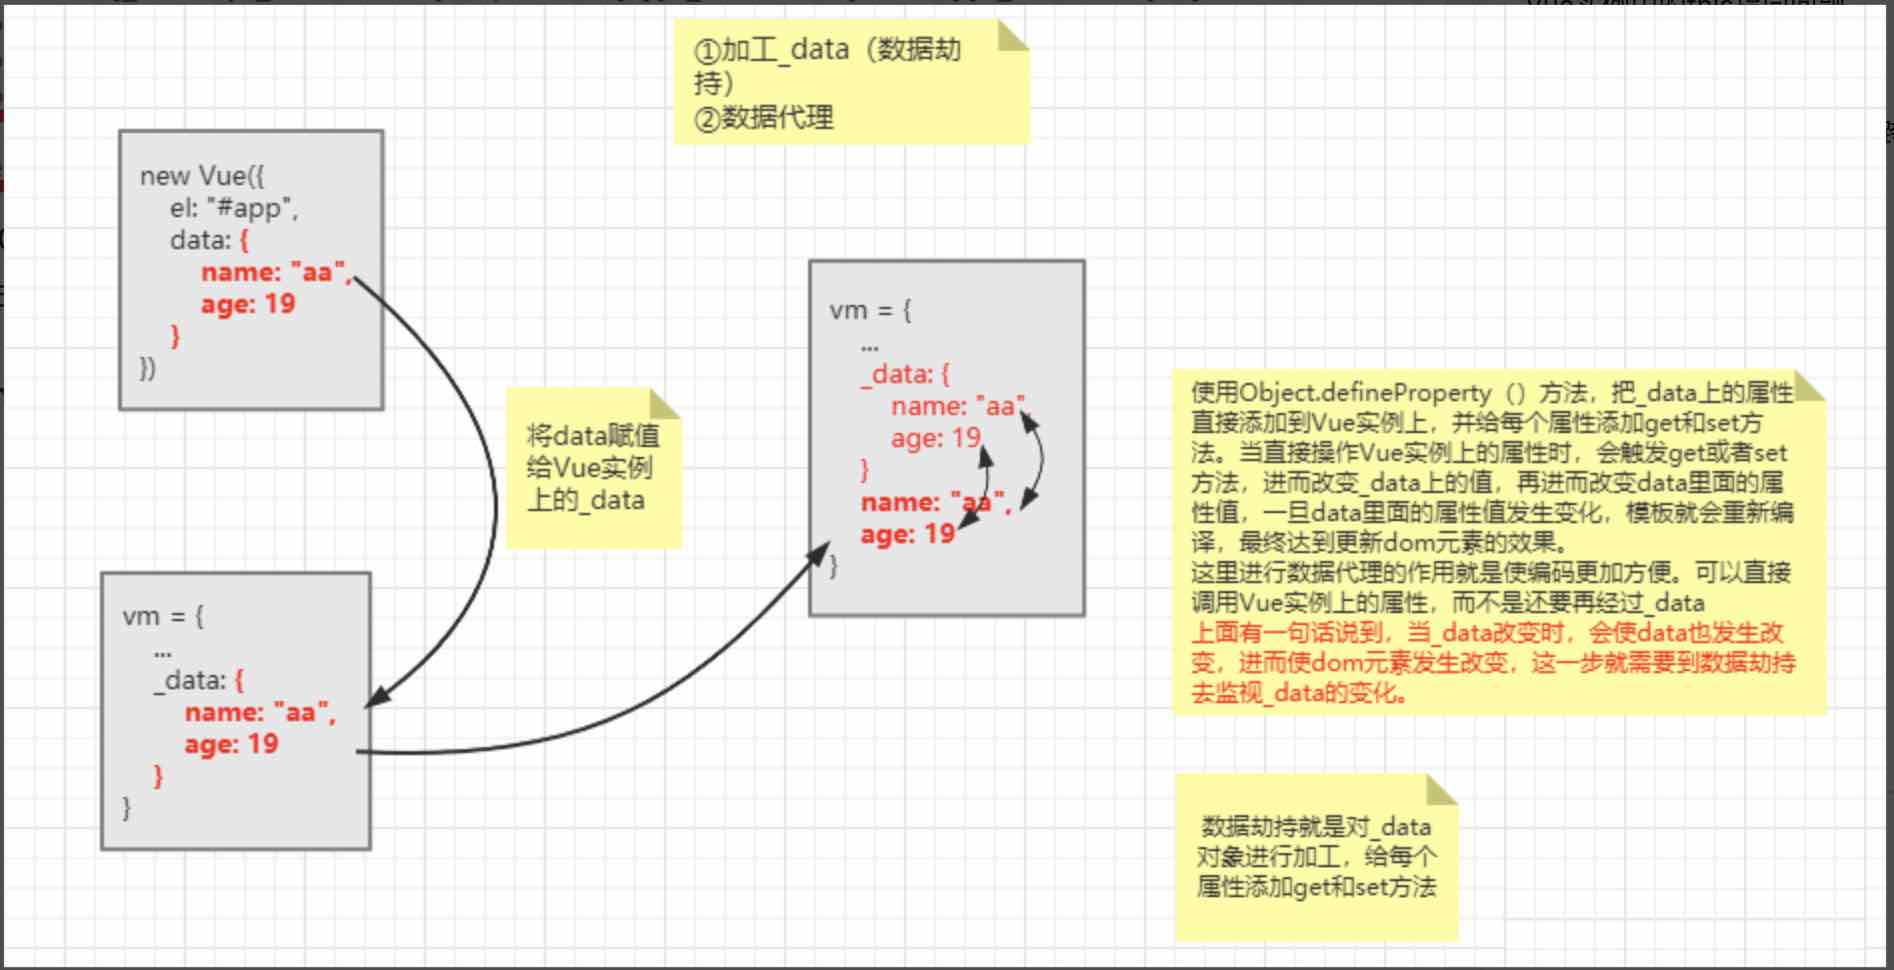 ①加工_data（数据劫
持）
②数据代理
new Vue({
el: "#app",
data: {
name: "aa",
age: 19
}
})
将data赋值
给Vue实例
上的_data
vm = {
...
_data: {
name: "aa",
age: 19
}
}
vm = {
...
_data: {
name: "aa",
age: 19
}
name: "aa",
age: 19
}
使用Object.defineProperty（）方法，把_data上的属性
直接添加到Vue实例上，并给每个属性添加get和set方
法。当直接操作Vue实例上的属性时，会触发get或者set
方法，进而改变_data上的值，再进而改变data里面的属
性值，一旦data里面的属性值发生变化，模板就会重新编
译，最终达到更新dom元素的效果。
这里进行数据代理的作用就是使编码更加方便。可以直接
调用Vue实例上的属性，而不是还要再经过_data
上面有一句话说到，当_data改变时，会使data也发生改
变，进而使dom元素发生改变，这一步就需要到数据劫持
去监视_data的变化。
数据劫持就是对_data
对象进行加工，给每个
属性添加get和set方法